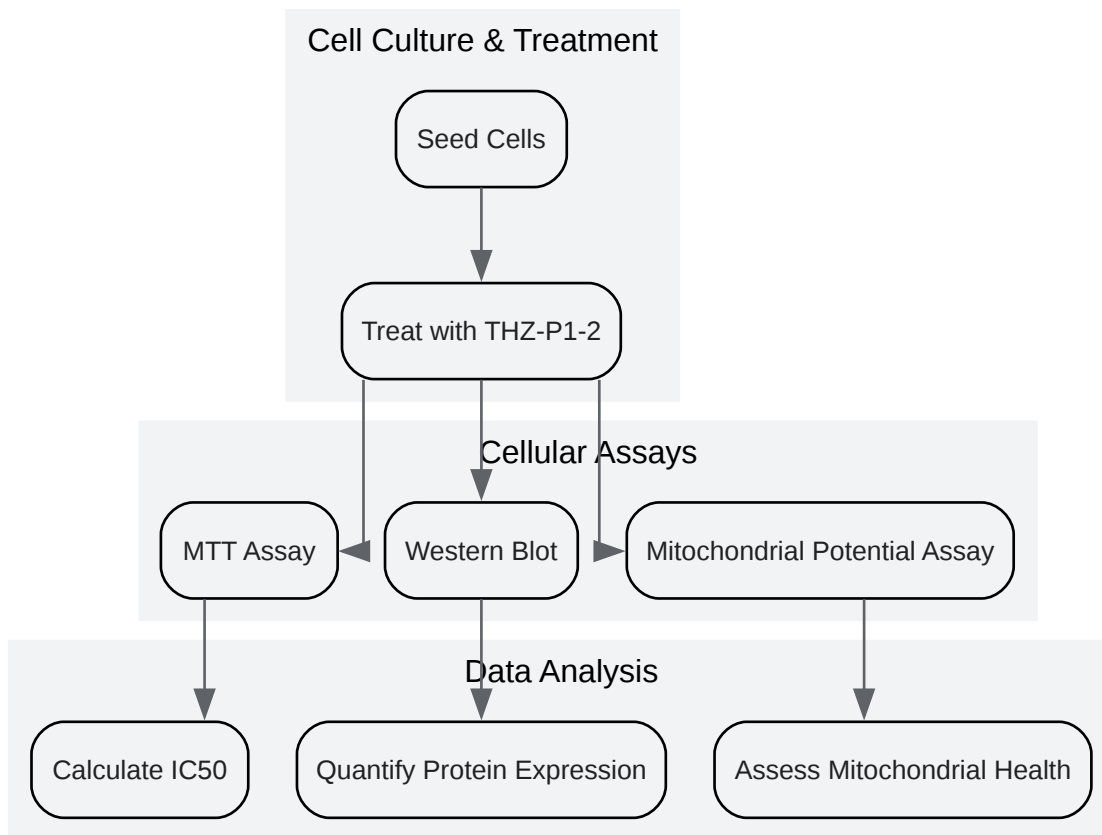 Cell Culture & Treatment
Seed Cells
Treat with THZ-P1-2
Cellular Assays
MTT Assay
Western Blot
Mitochondrial Potential Assay
Data Analysis
Calculate IC50
Quantify Protein Expression
Assess Mitochondrial Health